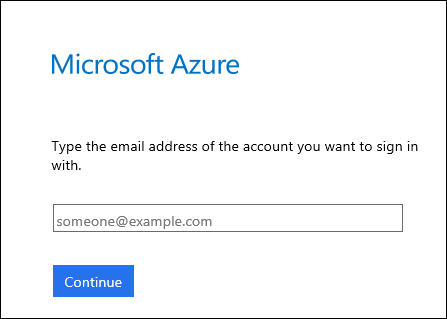 Microsoft Azure
Type the email address of the account you want to sign in
with.
someone@example.com
Continue